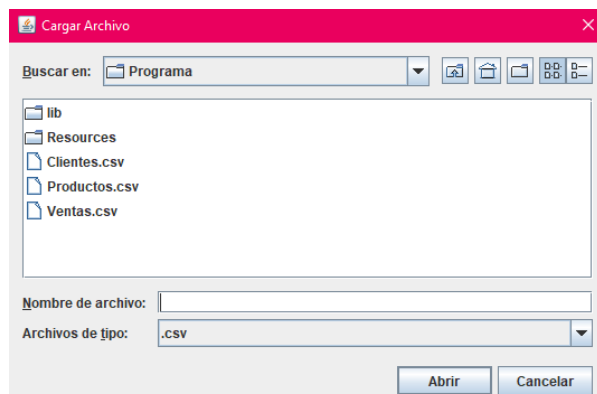 Cargar Archivo
Buscar en: Programa
lib
Resources
Clientes.csv
Productos.csv
Ventas.csv
Nombre de archivo:
Archivos de tipo: .csv
Abrir Cancelar